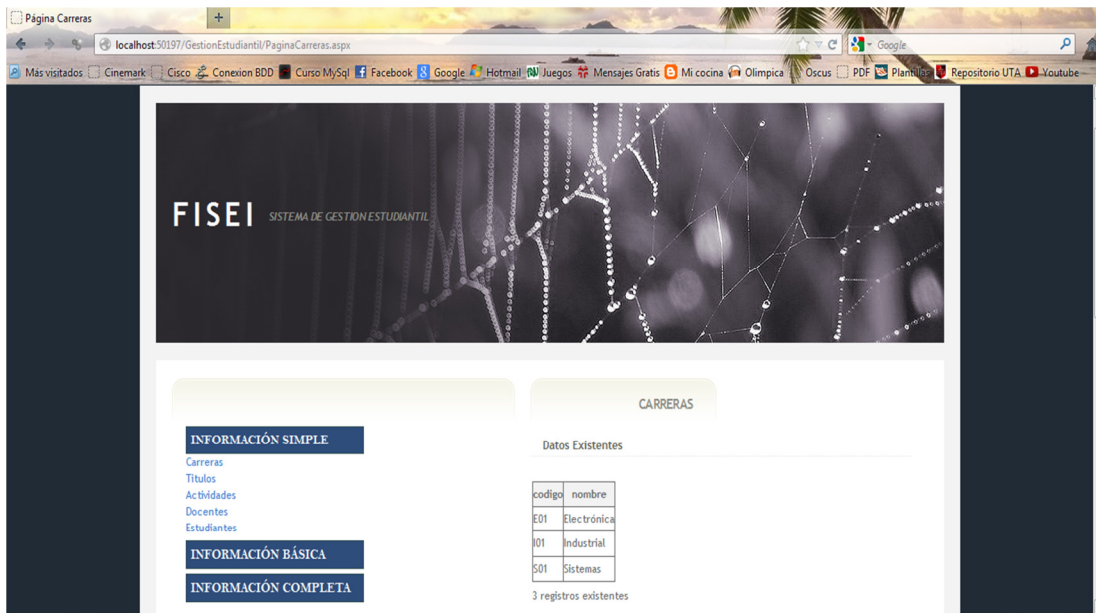 Página Carreras
localhost:50197/GestionEstudiantil/PaginaCarreras.aspx
Google
Más visitados Cinemark Cisco Conexion BDD Curso MySql Facebook Google Hotmail Juegos Mensajes Gratis Mi cocina Olimpica Oscus PDF Plantillas Repositorio UTA Youtube
FISEI SISTEMA DE GESTION ESTUDIANTIL
CARRERAS
INFORMACIÓN SIMPLE
Carreras
Titulos
Actividades
Docentes
Estudiantes
INFORMACIÓN BÁSICA
INFORMACIÓN COMPLETA
Datos Existentes
codigo nombre
E01 Electrónica
I01 Industrial
S01 Sistemas
3 registros existentes